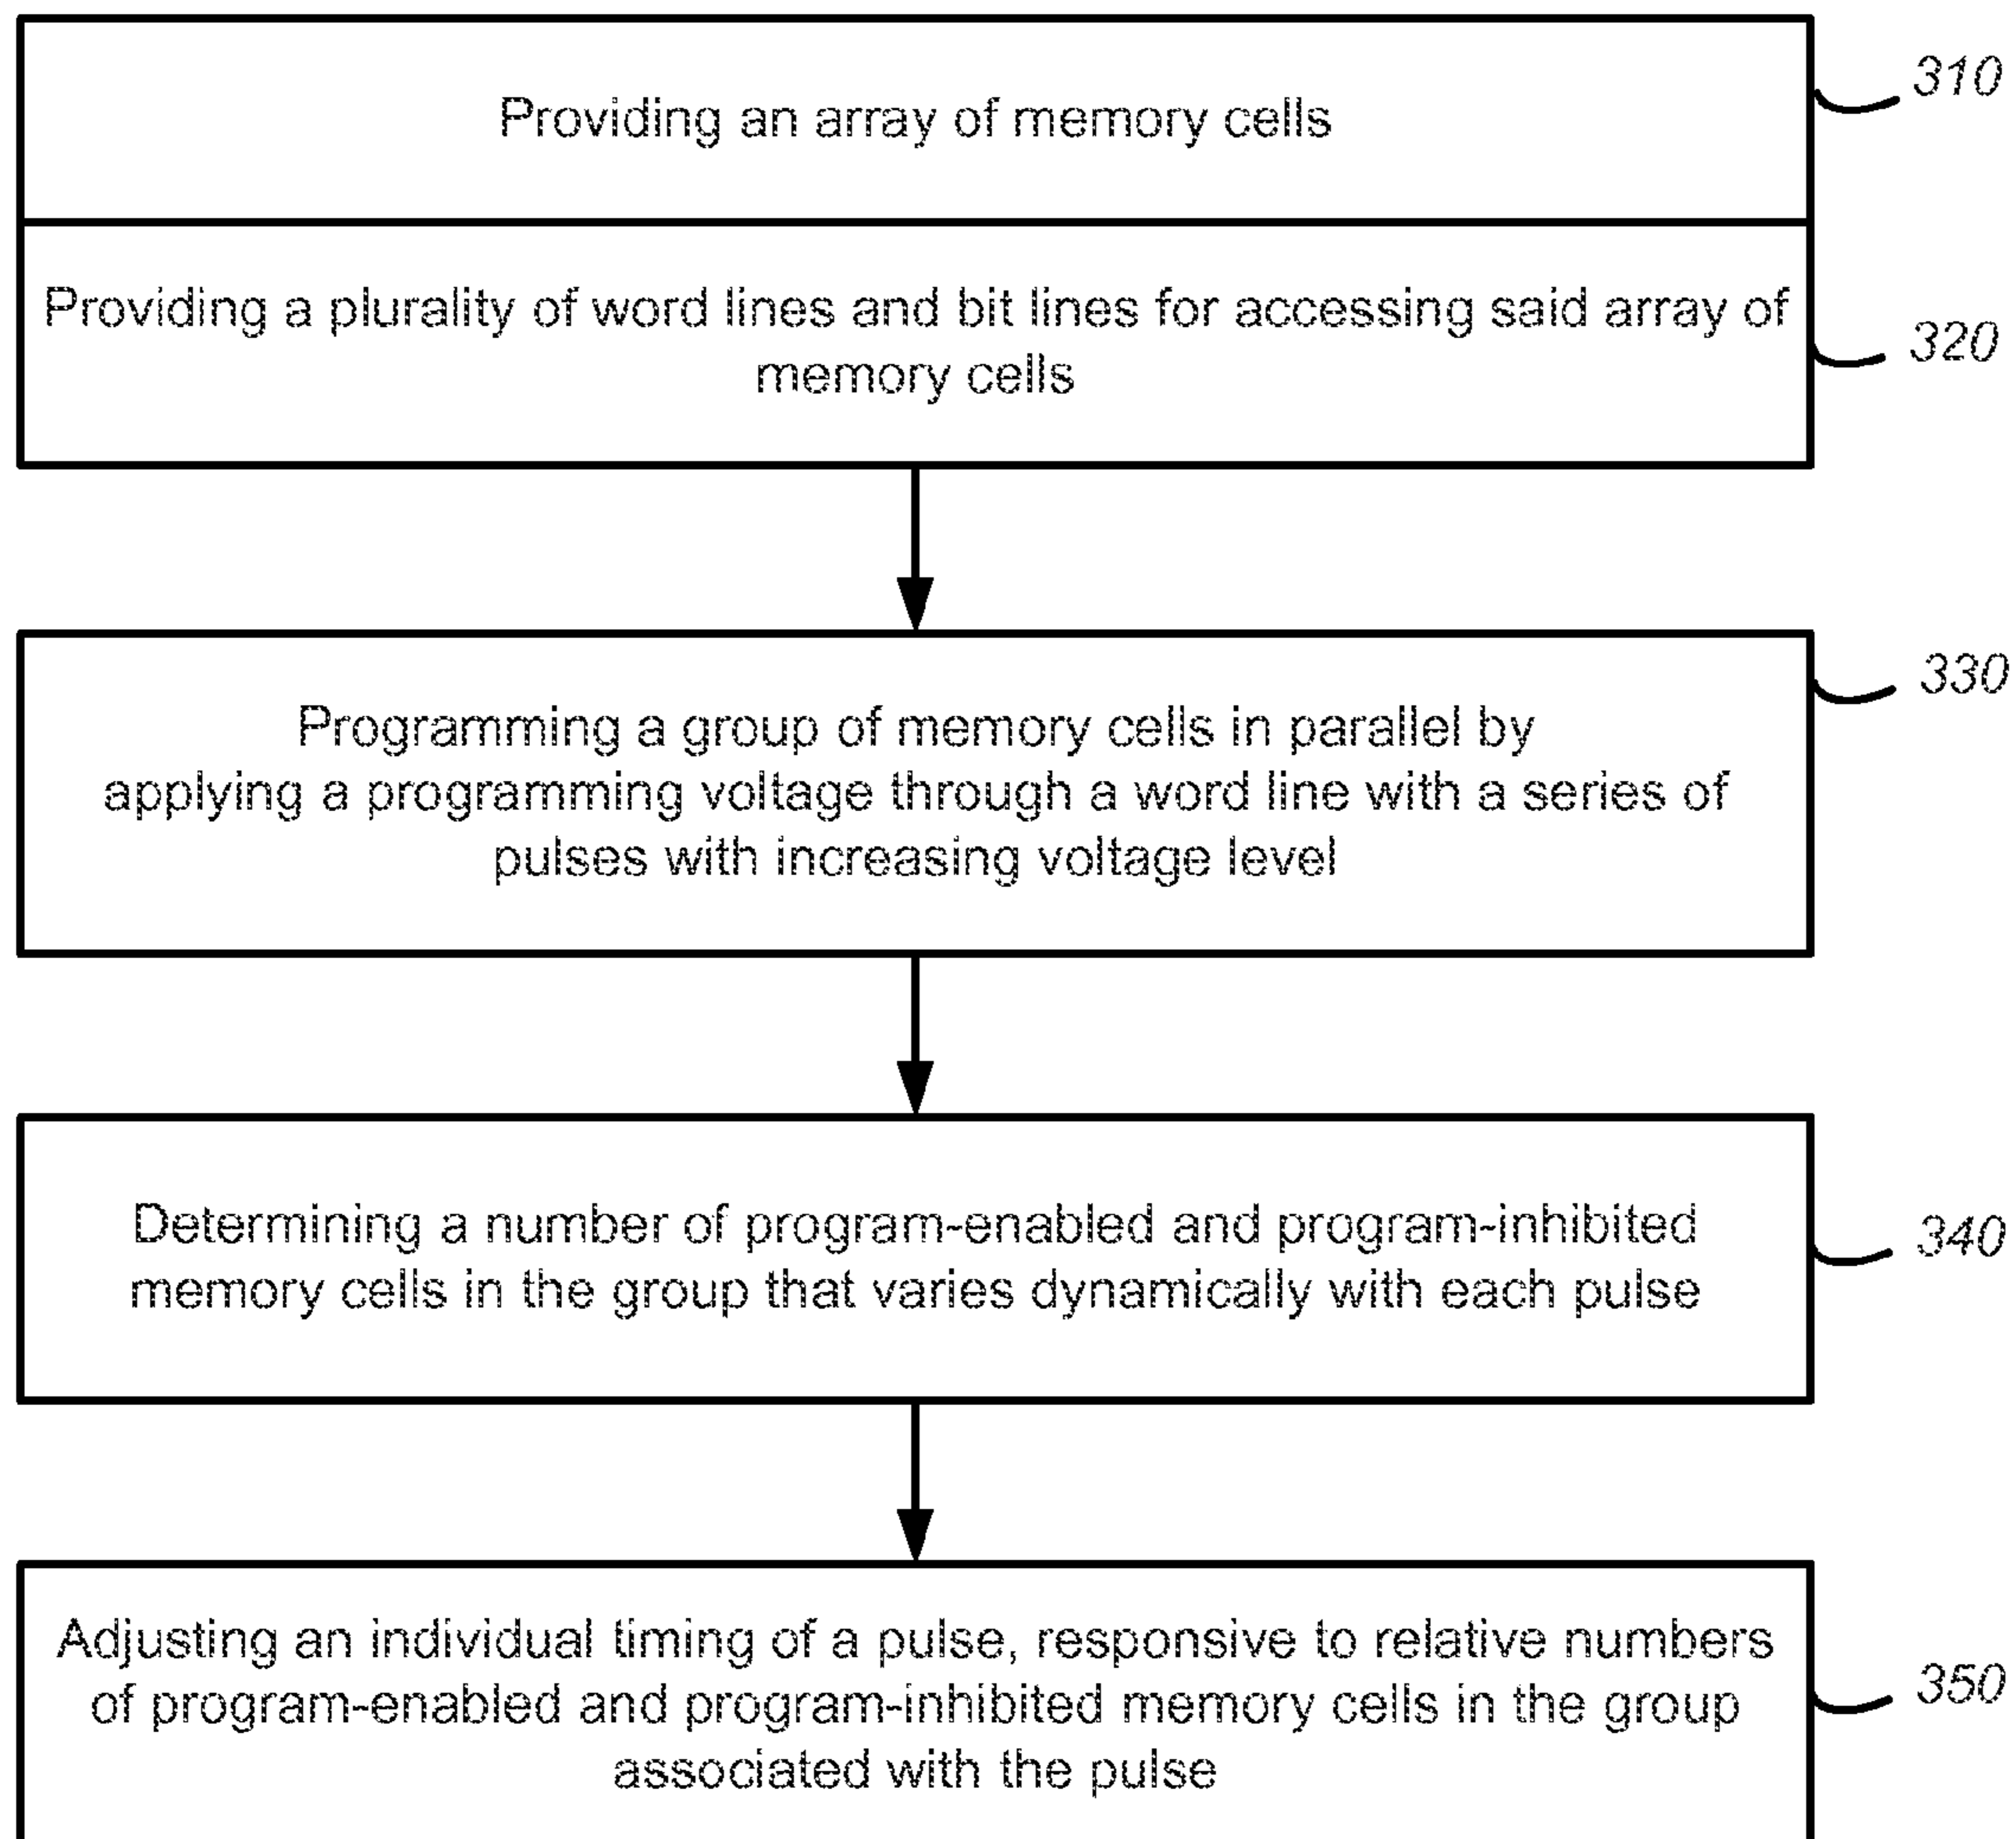 Providing an array of memory cells
310
Providing a plurality of word lines and bit lines for accessing said array of
memory cells
320
Programming a group of memory cells in parallel by
applying a programming voltage through a word line with a series of
pulses with increasing voltage level
330
Determining a number of program-enabled and program-inhibited
memory cells in the group that varies dynamically with each pulse
340
Adjusting an individual timing of a pulse, responsive to relative numbers
of program-enabled and program-inhibited memory cells in the group
associated with the pulse
350